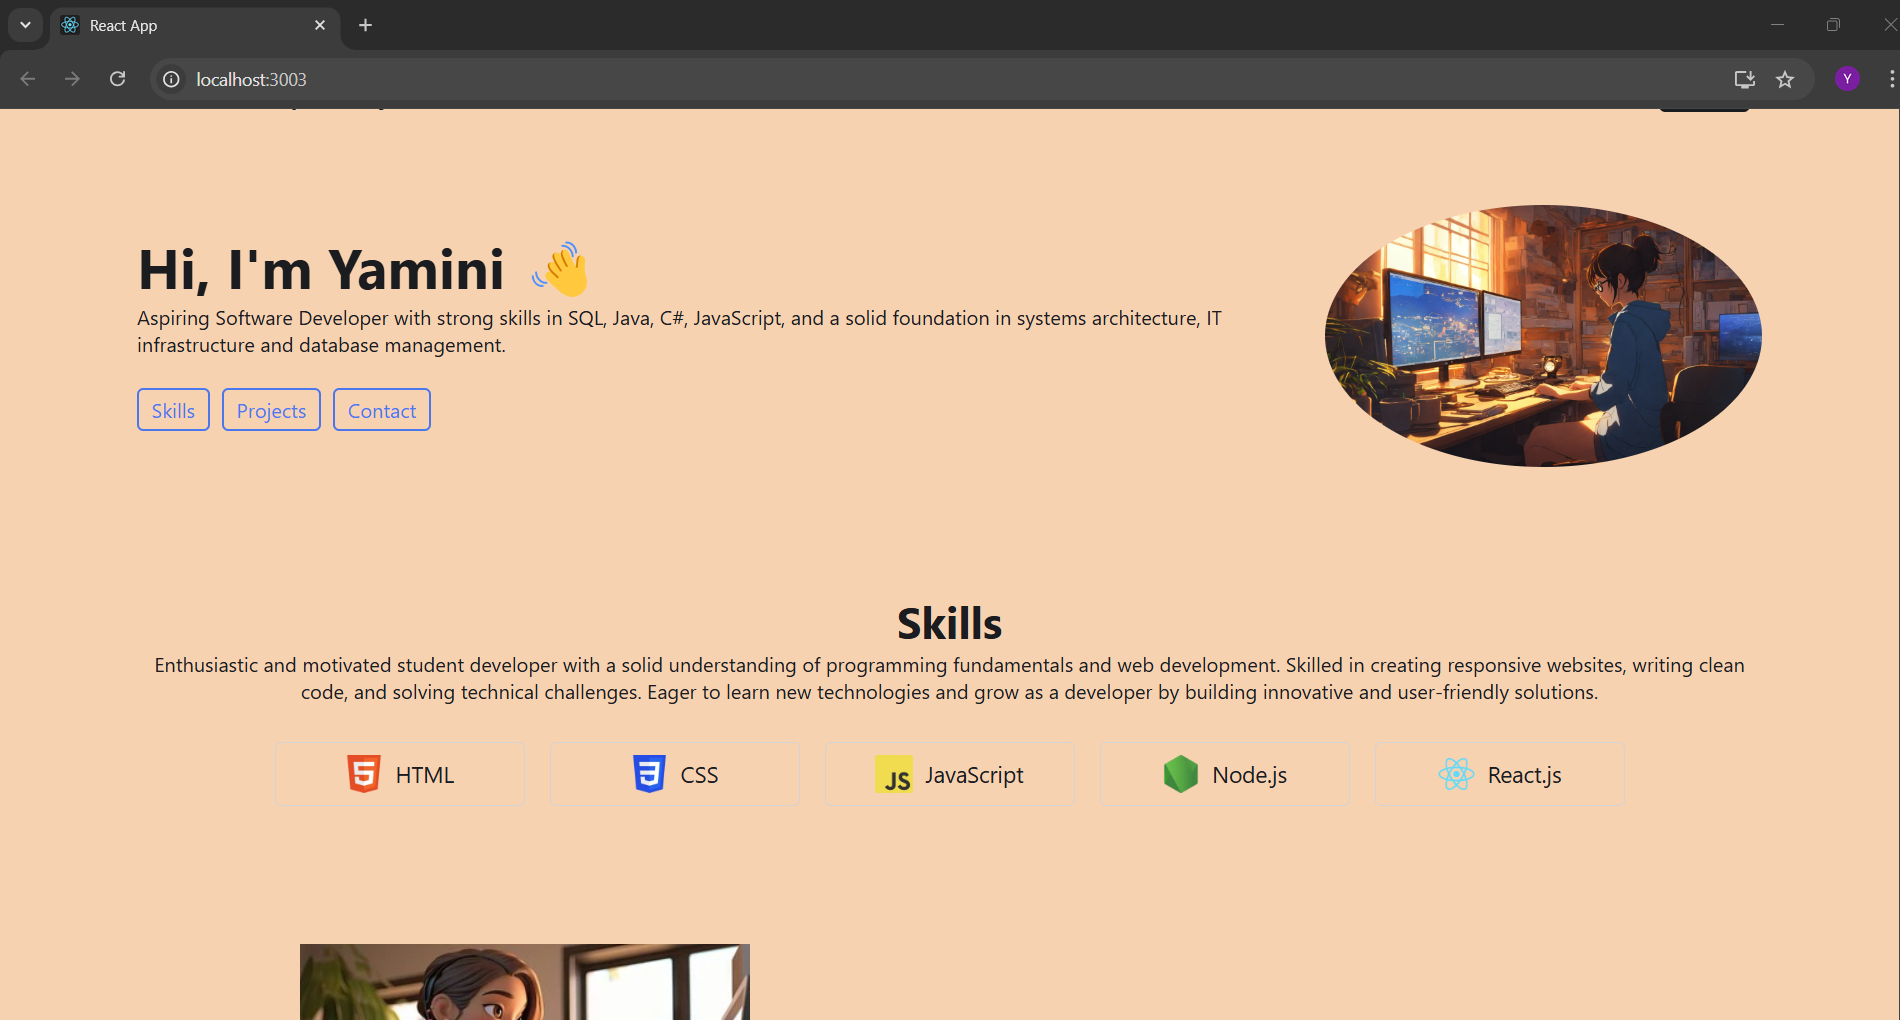 React App
localhost:3003
Y
Hi, I'm Yamini 👋
Aspiring Software Developer with strong skills in SQL, Java, C#, JavaScript, and a solid foundation in systems architecture, IT
infrastructure and database management.
Skills Projects Contact
Skills
Enthusiastic and motivated student developer with a solid understanding of programming fundamentals and web development. Skilled in creating responsive websites, writing clean
code, and solving technical challenges. Eager to learn new technologies and grow as a developer by building innovative and user-friendly solutions.
5 HTML 3 CSS JS JavaScript Node.js React.js